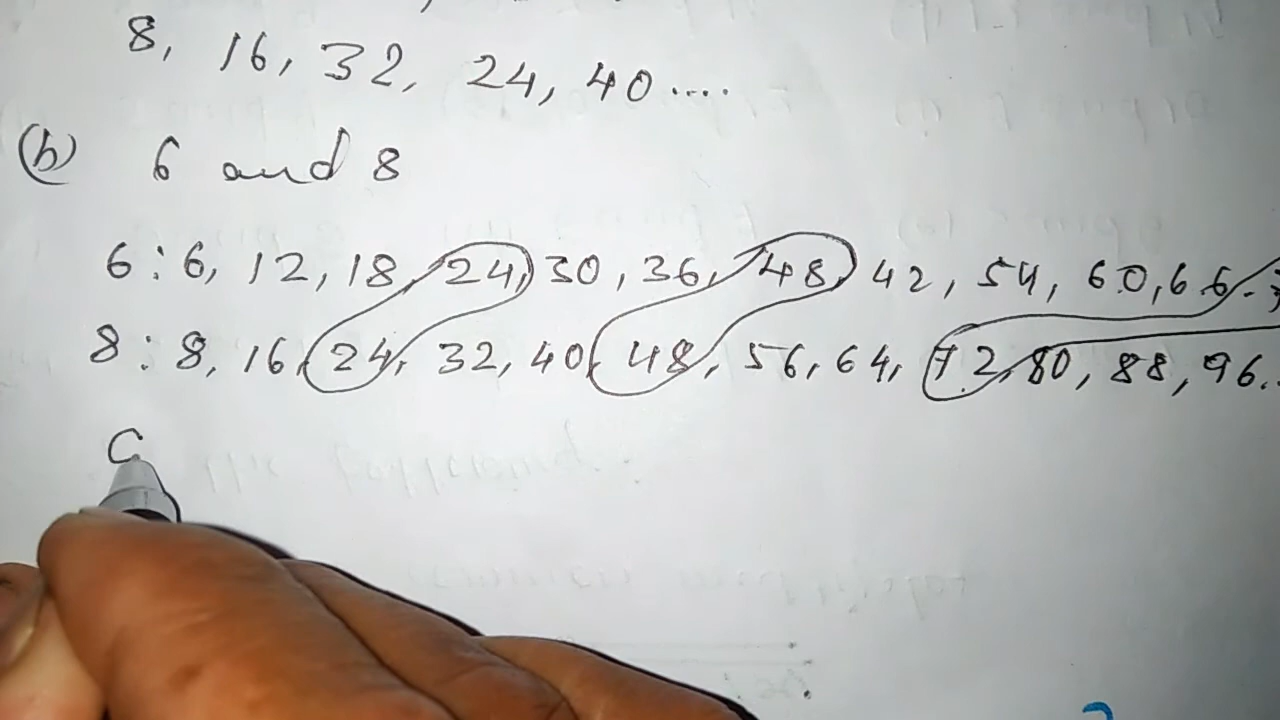 8, 16, 32, 24, 40....
(b) 6 and 8
6 : 6, 12, 18, 24, 30, 36, 48, 42, 54, 60, 66.
8 : 8, 16, 24, 32, 40, 48, 56, 64, 72, 80, 88, 96..
C